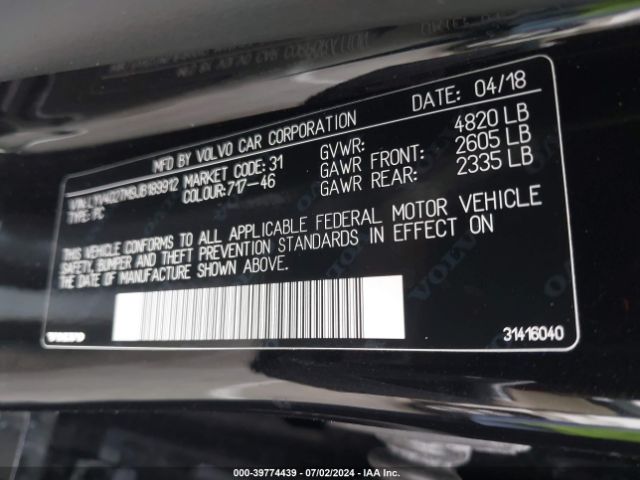 DATE: 04/18
MFD BY VOLVO CAR CORPORATION
MARKET CODE: 31
TYPE: PC
COLOUR: 717-46
GVWR: 4820 LB
GAWR FRONT: 2605 LB
GAWR REAR: 2335 LB
THIS VEHICLE CONFORMS TO ALL APPLICABLE FEDERAL MOTOR VEHICLE
SAFETY, BUMPER AND THEFT PREVENTION STANDARDS IN EFFECT ON
THE DATE OF MANUFACTURE SHOWN ABOVE.
VOLVO
31416040
000-39774439 - 07/02/2024 - IAA Inc.